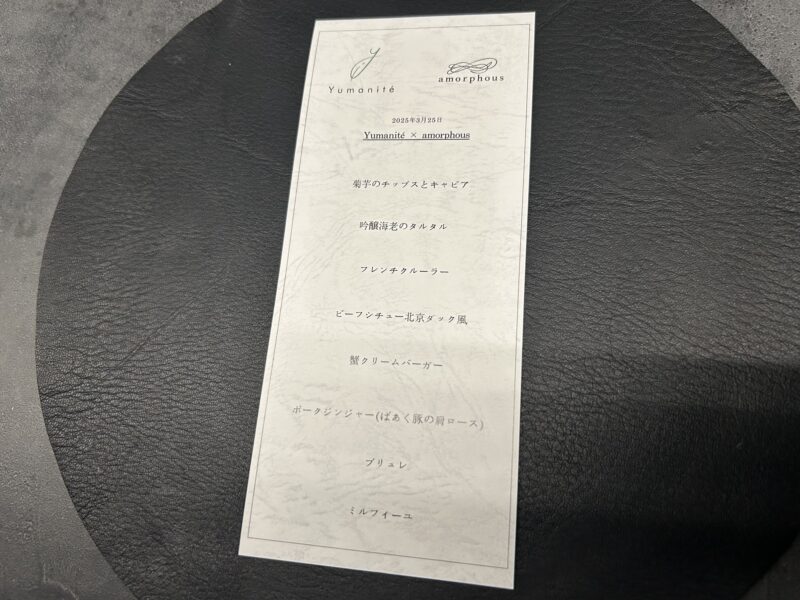 y
Yumanité
amorphous
2025年3月25日
Yumanité × amorphous
菊芋のチップスとキャビア
吟醸海老のタルタル
フレンチクルーラー
ビーフシチュー北京ダック風
蟹クリームバーガー
ポークジンジャー(ばぁく豚の肩ロース)
ブリュレ
ミルフイーユ